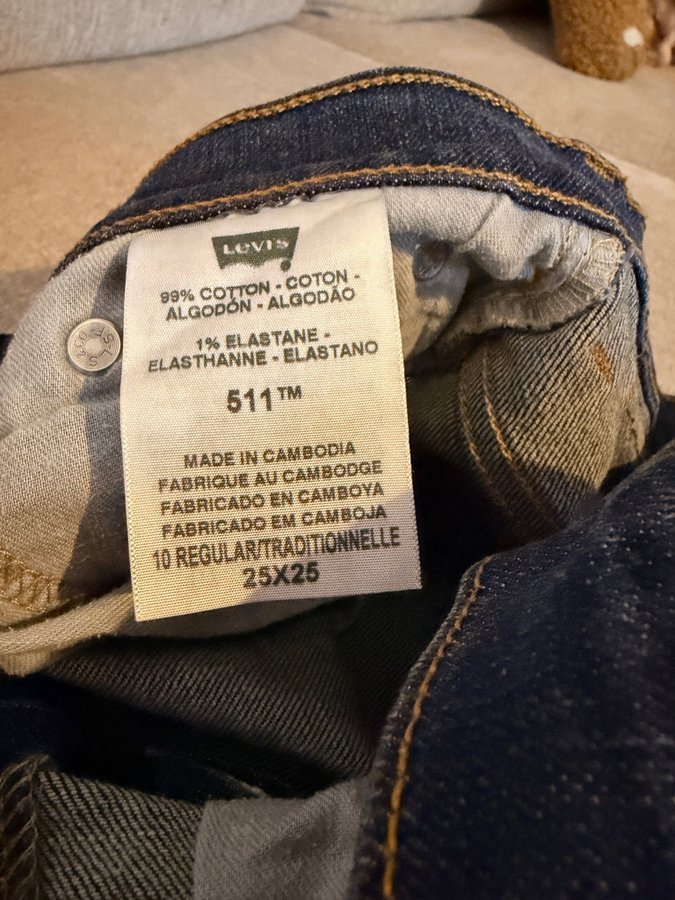 LEVI'S
99% COTTON - COTON -
ALGODÓN - ALGODÃO
1% ELASTANE -
ELASTHANNE - ELASTANO
511™
MADE IN CAMBODIA
FABRIQUE AU CAMBODGE
FABRICADO EN CAMBOYA
FABRICADO EM CAMBOJA
10 REGULAR/TRADITIONNELLE
25X25